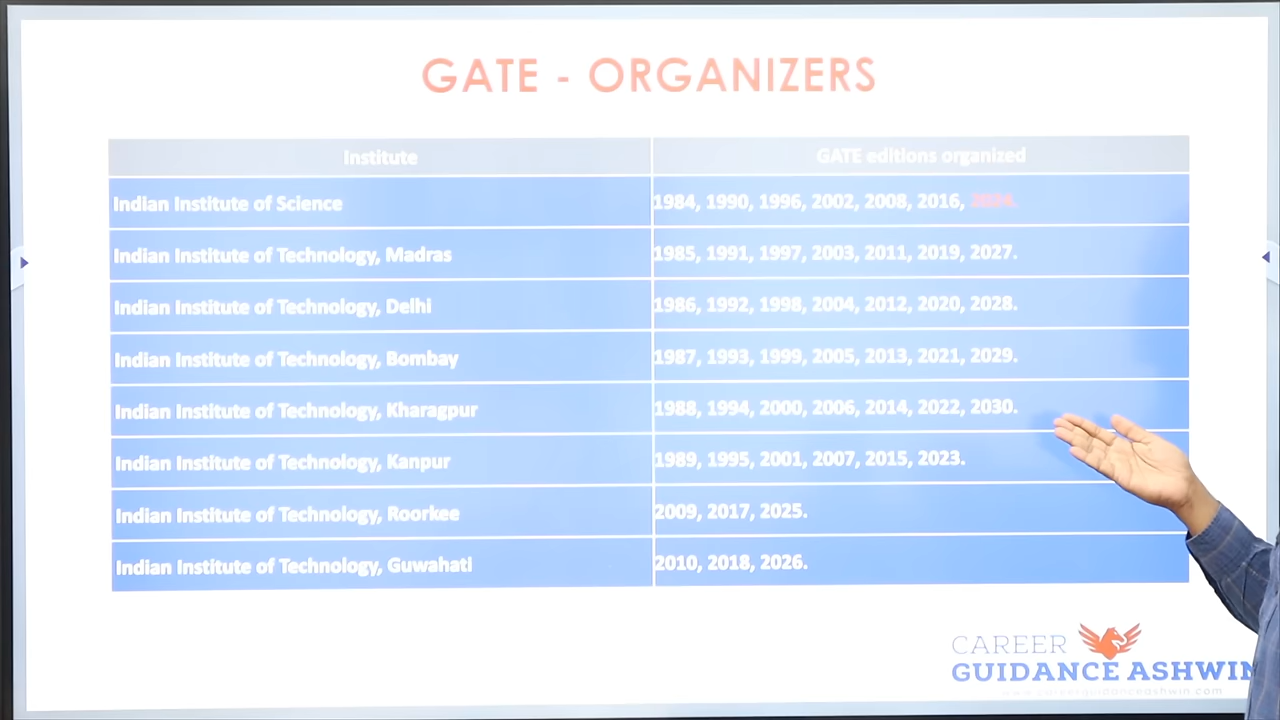 GATE - ORGANIZERS
Institute GATE editions organized
Indian Institute of Science 1984, 1990, 1996, 2002, 2008, 2016, 2024.
Indian Institute of Technology, Madras 1985, 1991, 1997, 2003, 2011, 2019, 2027.
Indian Institute of Technology, Delhi 1986, 1992, 1998, 2004, 2012, 2020, 2028.
Indian Institute of Technology, Bombay 1987, 1993, 1999, 2005, 2013, 2021, 2029.
Indian Institute of Technology, Kharagpur 1988, 1994, 2000, 2006, 2014, 2022, 2030.
Indian Institute of Technology, Kanpur 1989, 1995, 2001, 2007, 2015, 2023.
Indian Institute of Technology, Roorkee 2009, 2017, 2025.
Indian Institute of Technology, Guwahati 2010, 2018, 2026.
CAREER
GUIDANCE ASHWIN
www.careerguidanceashwin.com